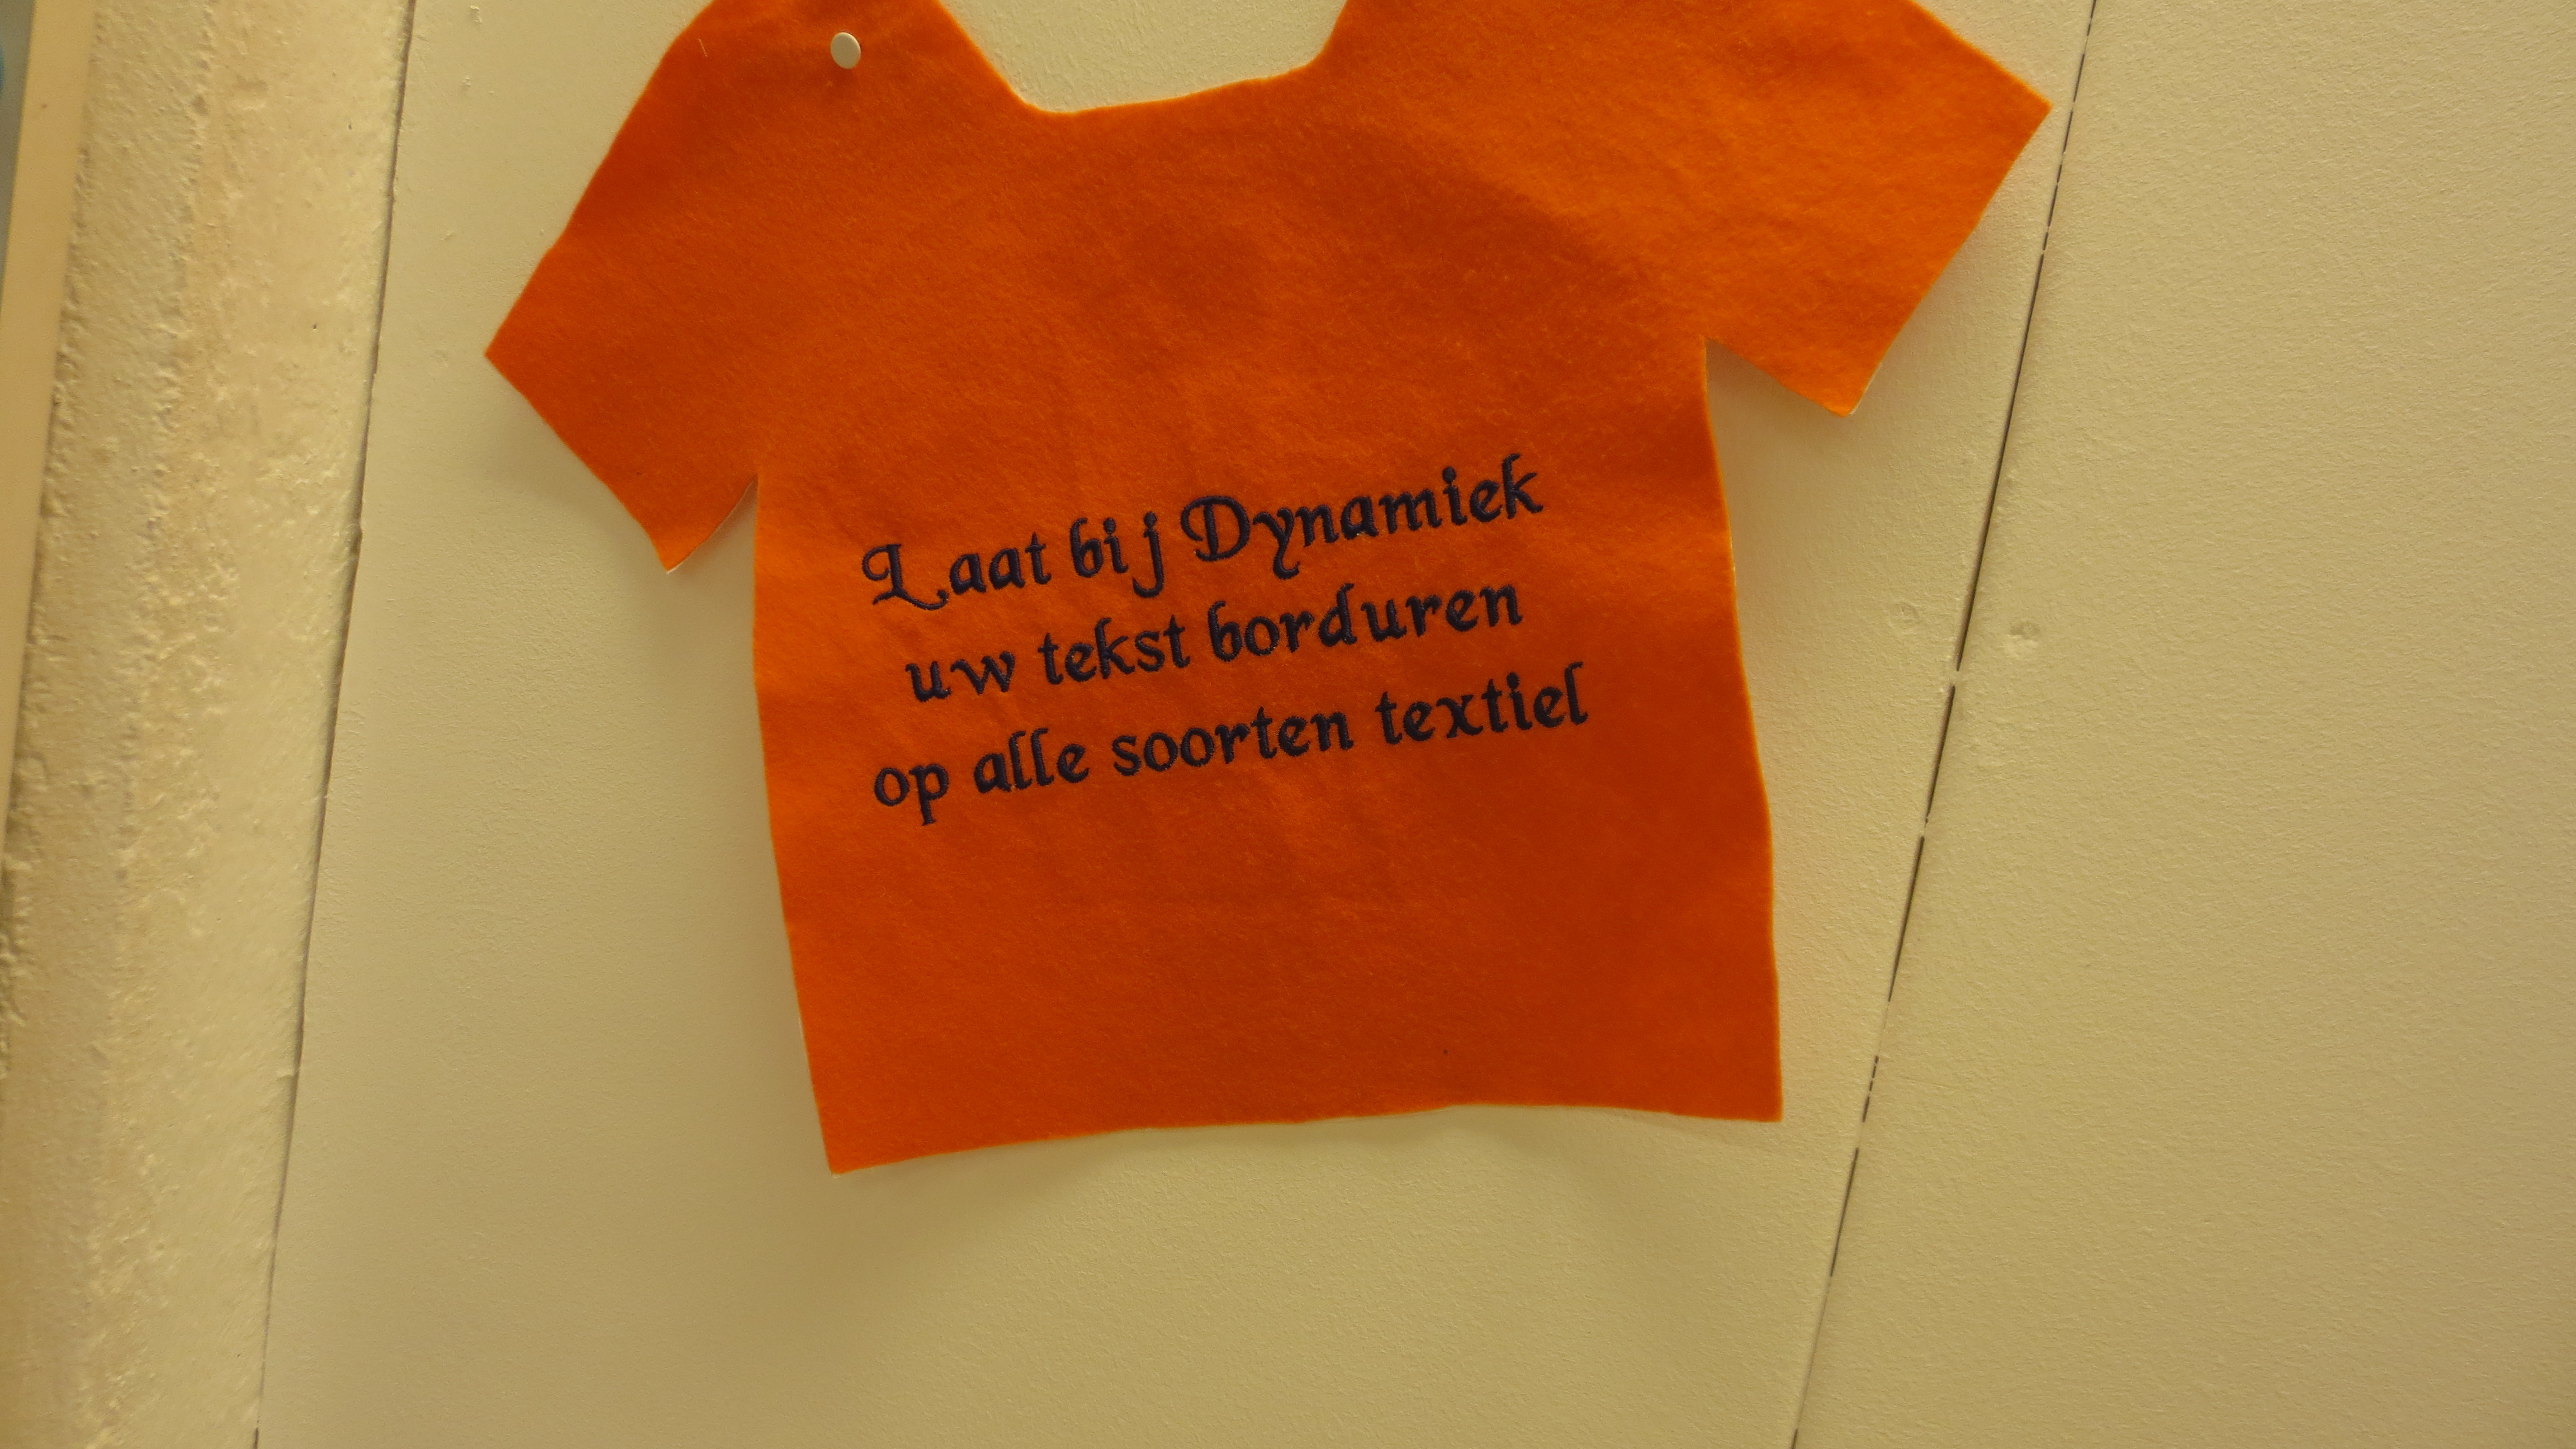 Laat bij Dynamiek
uw tekst borduren
op alle soorten textiel